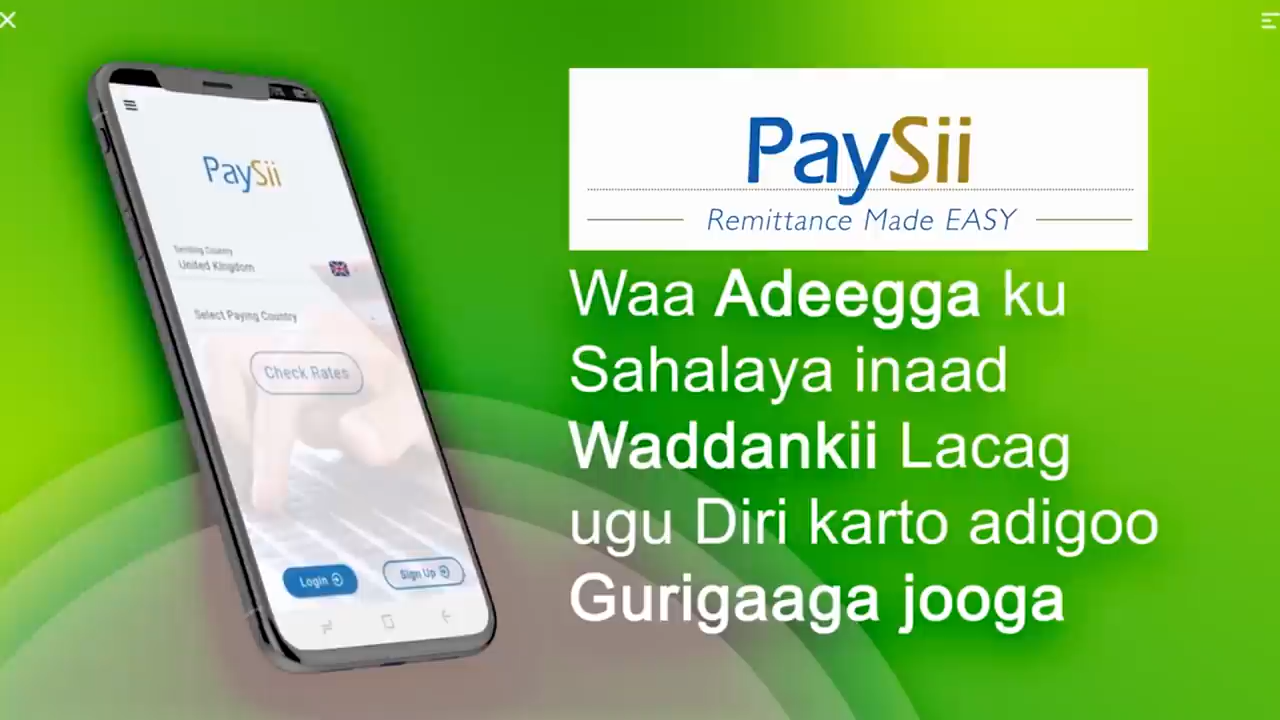 PaySii
Sending Country
United Kingdom
Select Paying Country
Check Rates
Login
Sign Up
PaySii
Remittance Made EASY
Waa Adeegga ku
Sahalaya inaad
Waddankii Lacag
ugu Diri karto adigoo
Gurigaaga jooga